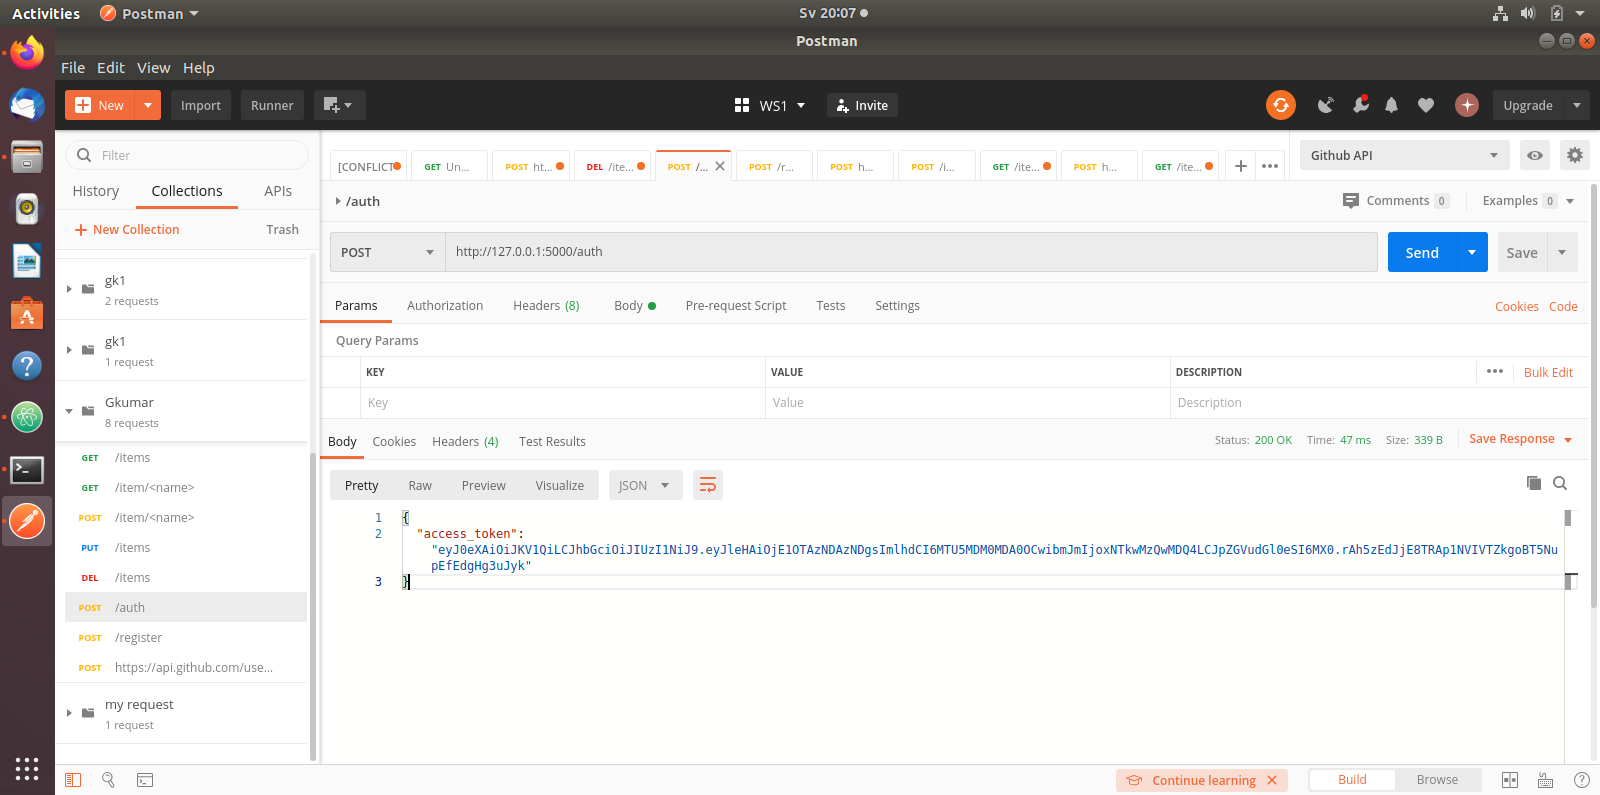 Activities Postman Sv 20:07
Postman
File Edit View Help
New Import Runner WS1 Invite Upgrade
Filter
History Collections APIs
New Collection Trash
gk1
2 requests
gk1
1 request
Gkumar
8 requests
GET /items
GET /item/<name>
POST /item/<name>
PUT /items
DEL /items
POST /auth
POST /register
POST https://api.github.com/use...
my request
1 request
[CONFLICT GET Un... POST ht... DEL /ite... POST /... POST /r... POST h... POST /i... GET /ite... POST h... GET /ite... Github API
/auth Comments 0 Examples 0
POST http://127.0.0.1:5000/auth Send Save
Params Authorization Headers (8) Body Pre-request Script Tests Settings Cookies Code
Query Params
KEY VALUE DESCRIPTION Bulk Edit
Key Value Description
Body Cookies Headers (4) Test Results Status: 200 OK Time: 47 ms Size: 339 B Save Response
Pretty Raw Preview Visualize JSON
1 {
2 "access_token":
"eyJ0eXAiOiJKV1QiLCJhbGciOiJIUzI1NiJ9.eyJleHAiOjE1OTAzNDAzNDgsImlhdCI6MTU5MDM0MDA0OCwibmJmIjoxNTkwMzQwMDQ4LCJpZGVudGl0eSI6MX0.rAh5zEdJjE8TRAp1NVIVTZkgoBT5Nu
pEfEdgHg3uJyk"
3 }
Continue learning Build Browse